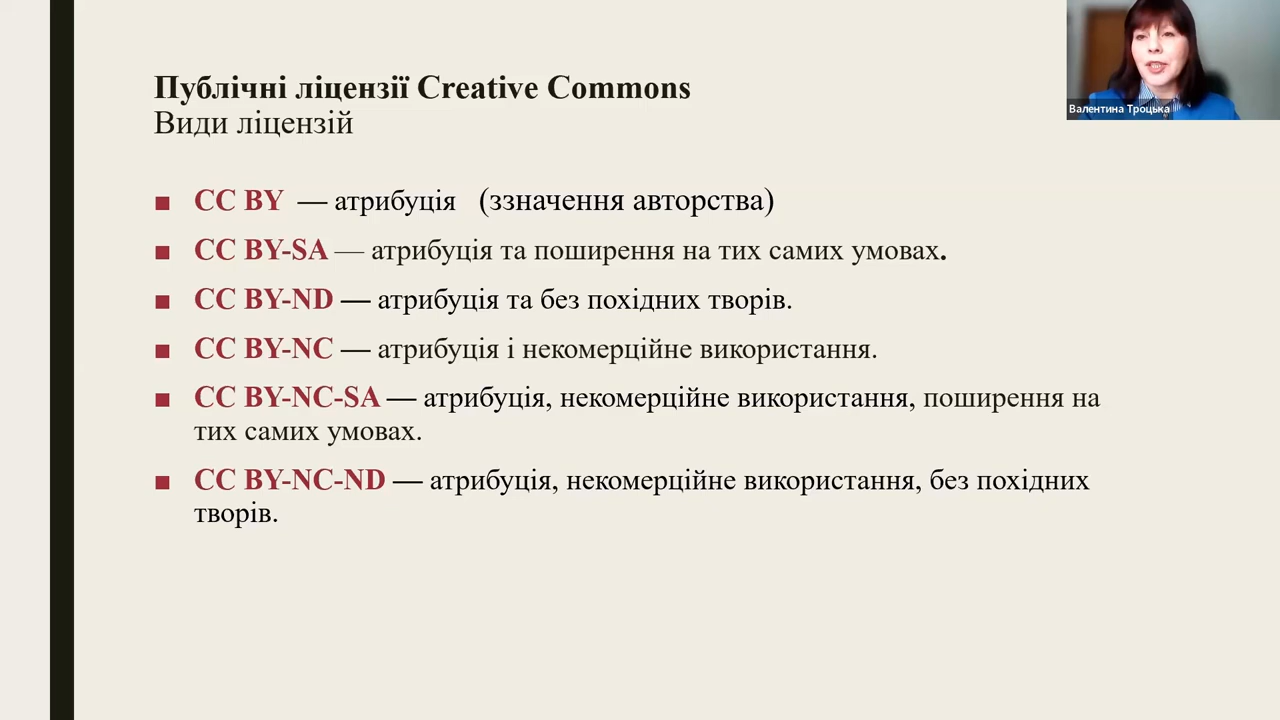 Публічні ліцензії Creative Commons
Види ліцензій
Валентина Троцька
■ CC BY — атрибуція (ззначення авторства)
■ CC BY-SA — атрибуція та поширення на тих самих умовах.
■ CC BY-ND — атрибуція та без похідних творів.
■ CC BY-NC — атрибуція і некомерційне використання.
■ CC BY-NC-SA — атрибуція, некомерційне використання, поширення на
тих самих умовах.
■ CC BY-NC-ND — атрибуція, некомерційне використання, без похідних
творів.